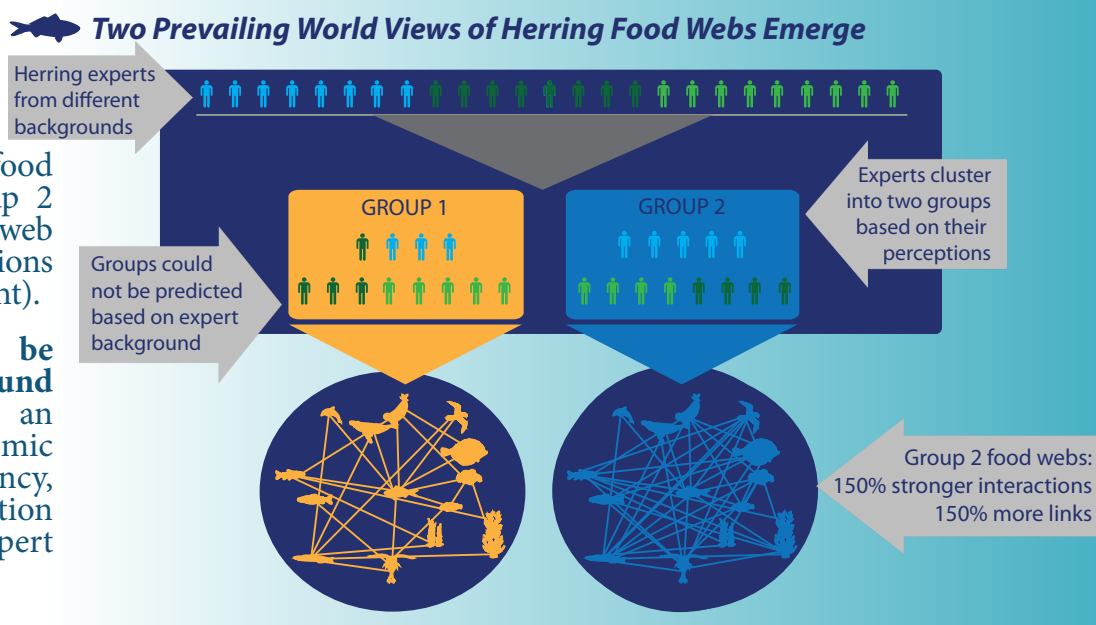 Two Prevailing World Views of Herring Food Webs Emerge
Herring experts
from different
backgrounds
food
p 2
web
ions
nt).
be
und
an
mic
ncy,
tion
pert
GROUP 1
GROUP 2
Experts cluster
into two groups
based on their
perceptions
Groups could
not be predicted
based on expert
background
Group 2 food webs:
150% stronger interactions
150% more links